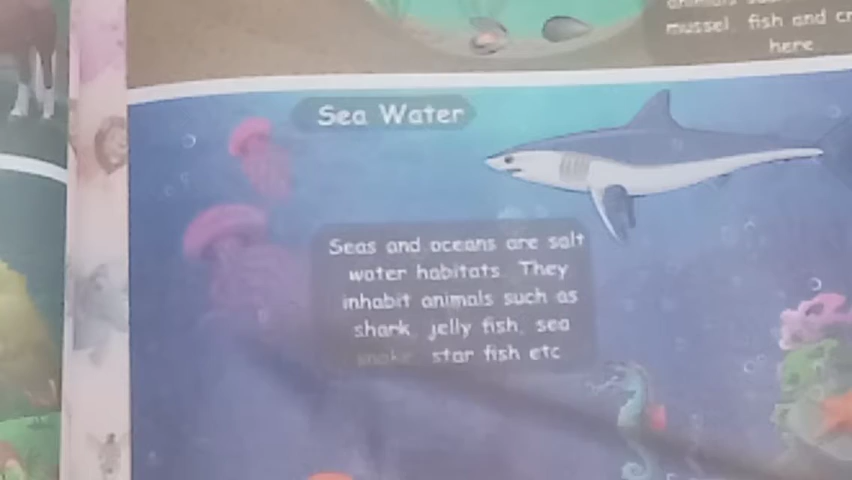 mussel, fish and
here
Sea Water
Seas and oceans are salt
water habitats. They
inhabit animals such as
shark, jelly fish, sea
snake, star fish etc